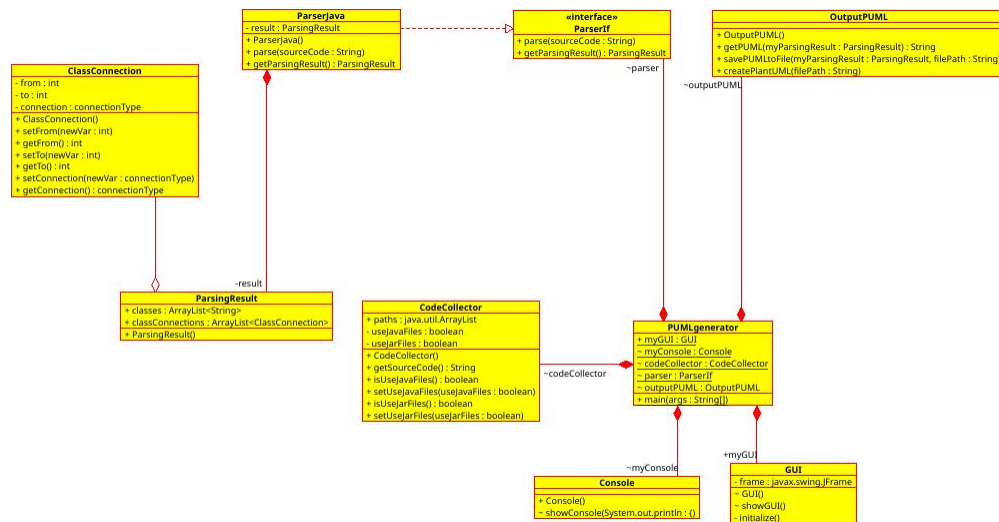 ParserJava
- result : ParsingResult
+ ParserJava()
+ parse(sourceCode : String)
+ getParsingResult() : ParsingResult
«interface»
ParserIf
+ parse(sourceCode : String)
+ getParsingResult() : ParsingResult
OutputPUML
+ OutputPUML()
+ getPUML(myParsingResult : ParsingResult) : String
+ savePUMLtoFile(myParsingResult : ParsingResult, filePath : String
+ createPlantUML(filePath : String)
~parser
~outputPUML
ClassConnection
- from : int
- to : int
- connection : connectionType
+ ClassConnection()
+ setFrom(newVar : int)
+ getFrom() : int
+ setTo(newVar : int)
+ getTo() : int
+ setConnection(newVar : connectionType)
+ getConnection() : connectionType
-result
ParsingResult
+ classes : ArrayList<String>
+ classConnections : ArrayList<ClassConnection>
+ ParsingResult()
CodeCollector
+ paths : java.util.ArrayList
- useJavaFiles : boolean
- useJarFiles : boolean
+ CodeCollector()
+ getSourceCode() : String
+ isUseJavaFiles() : boolean
+ setUseJavaFiles(useJavaFiles : boolean)
+ isUseJarFiles() : boolean
+ setUseJarFiles(useJarFiles : boolean)
~codeCollector
PUMLgenerator
+ myGUI : GUI
~ myConsole : Console
~ codeCollector : CodeCollector
~ parser : ParserIf
~ outputPUML : OutputPUML
+ main(args : String[])
~myConsole
+myGUI
Console
+ Console()
~ showConsole(System.out.println : {)
GUI
- frame : javax.swing.JFrame
~ GUI()
~ showGUI()
- initialize()